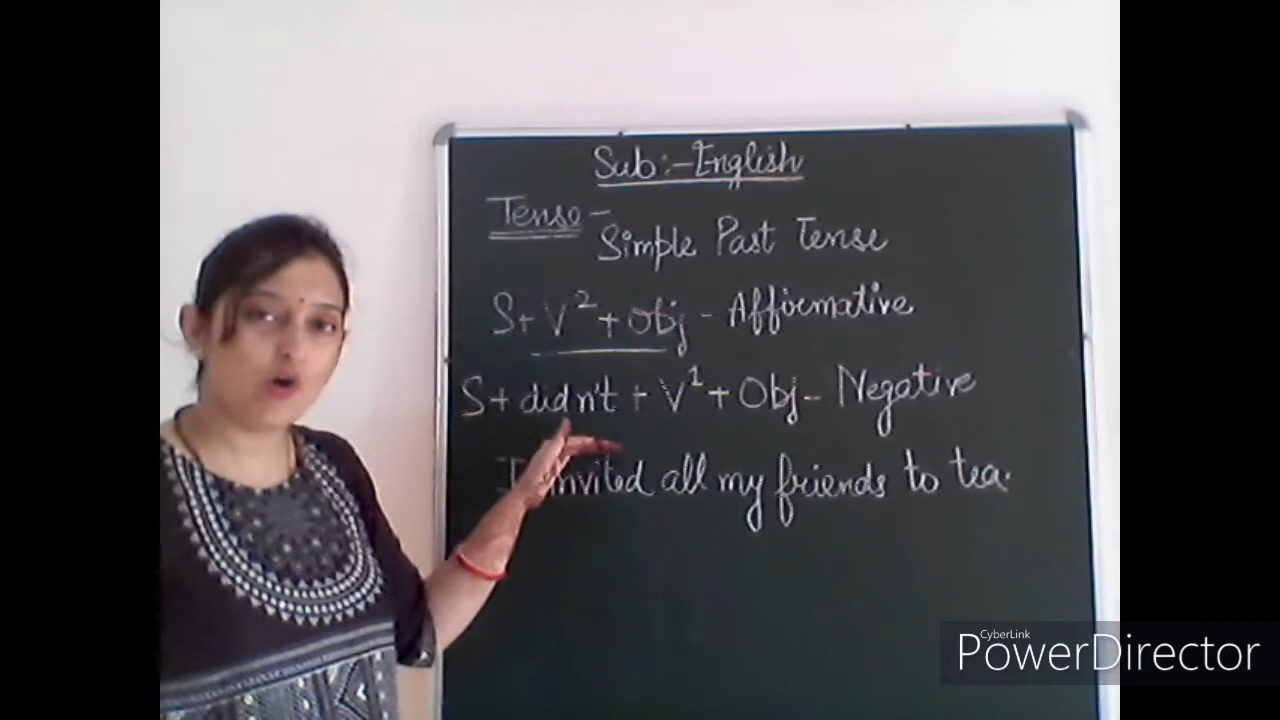 Sub:- English
Tense -
Simple Past Tense
S + V² + Obj - Affirmative
S + didn't + V¹ + Obj - Negative
I invited all my friends to tea.
CyberLink
PowerDirector